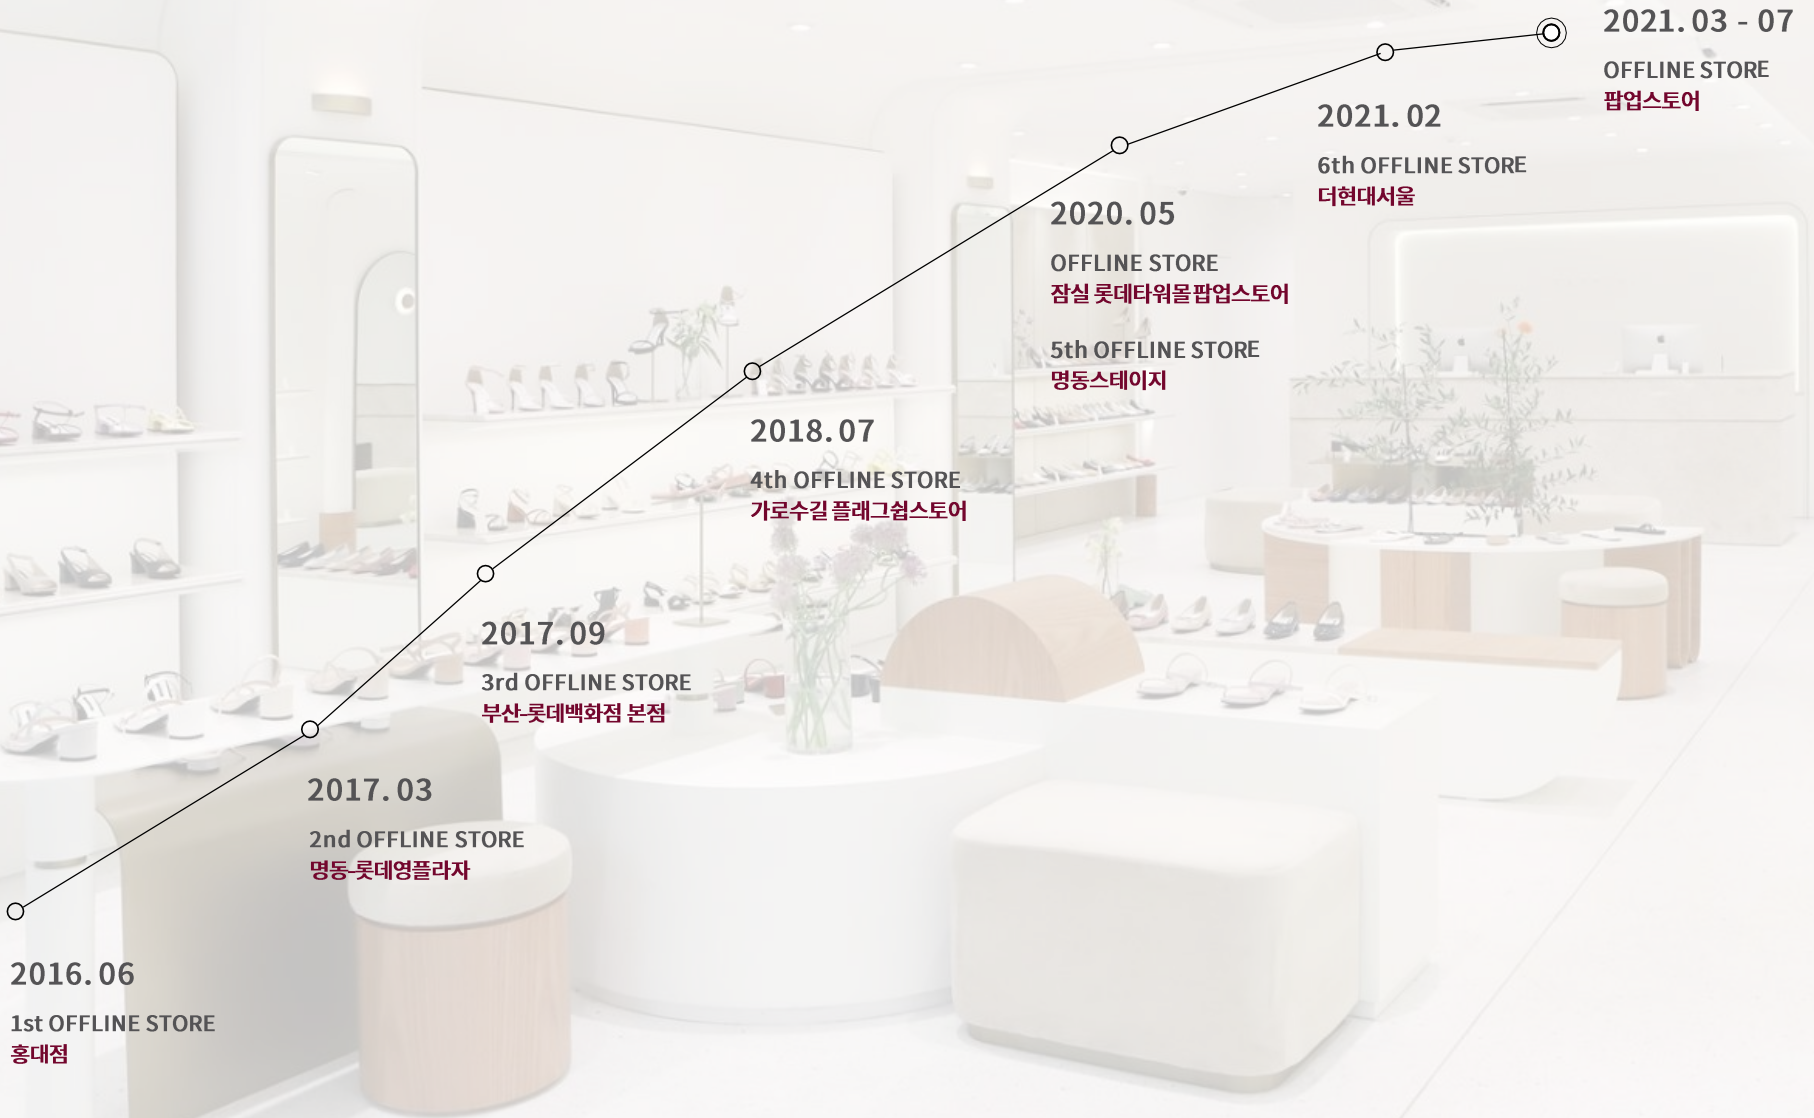 2016.06
1st OFFLINE STORE
홍대점
2017.03
2nd OFFLINE STORE
명동-롯데영플라자
2017.09
3rd OFFLINE STORE
부산-롯데백화점 본점
2018.07
4th OFFLINE STORE
가로수길 플래그쉽스토어
2020.05
OFFLINE STORE
잠실 롯데타워몰팝업스토어
5th OFFLINE STORE
명동스테이지
2021.02
6th OFFLINE STORE
더현대서울
2021.03 - 07
OFFLINE STORE
팝업스토어